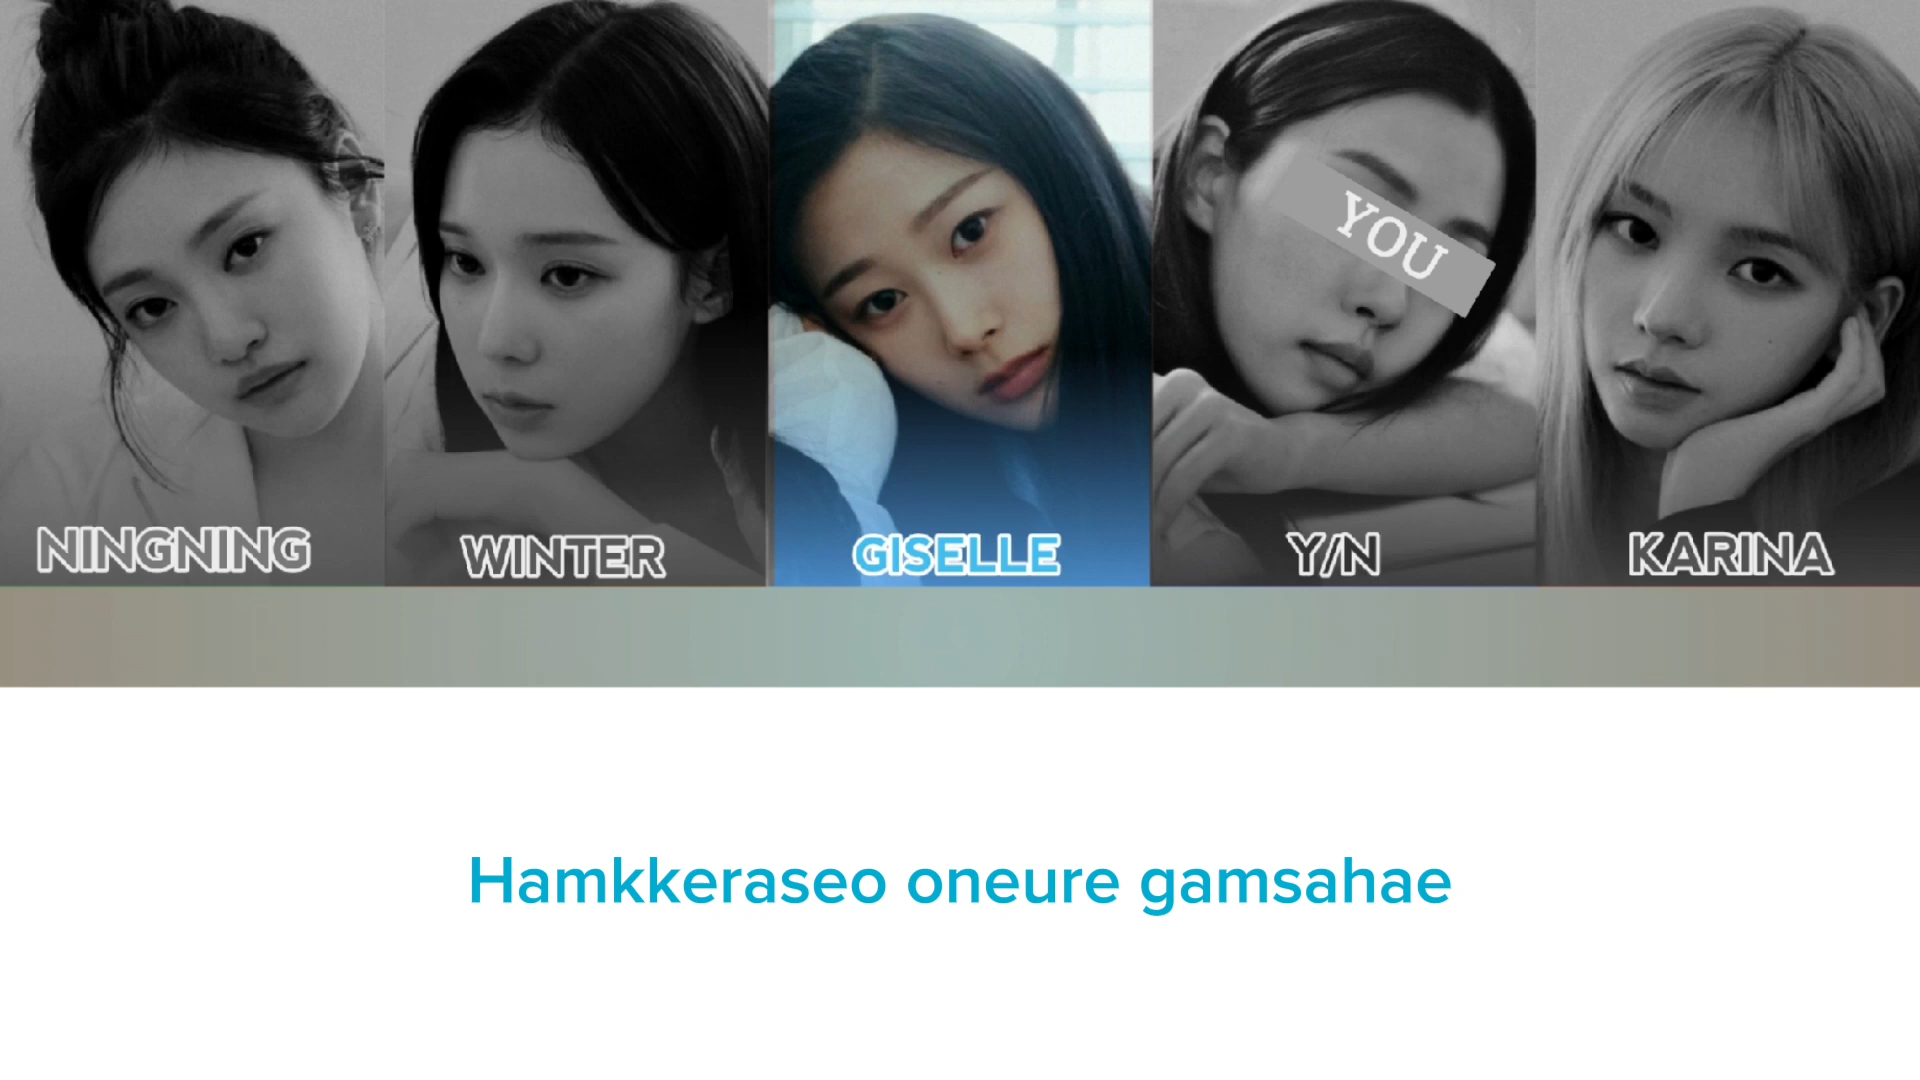 YOU
NINGNING
WINTER
GISELLE
Y/N
KARINA
Hamkkeraseo oneure gamsahae